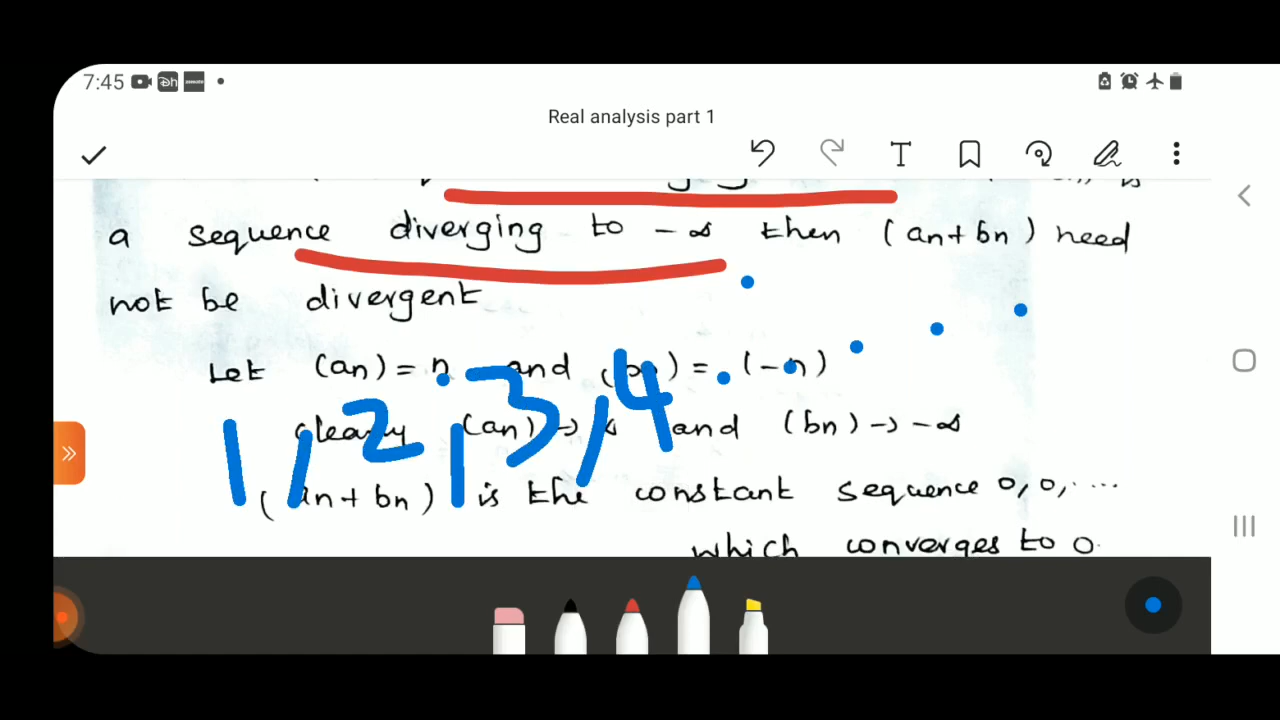 7:45
Real analysis part 1
T
is
a sequence diverging to -∞ then (an+bn) need
not be divergent
Let (an) = n and (bn) = (-n)
clearly (an) → ∞ and (bn) → -∞
1, 2, 3, 4
(an+bn) is the constant sequence 0,0,....
which converges to 0.